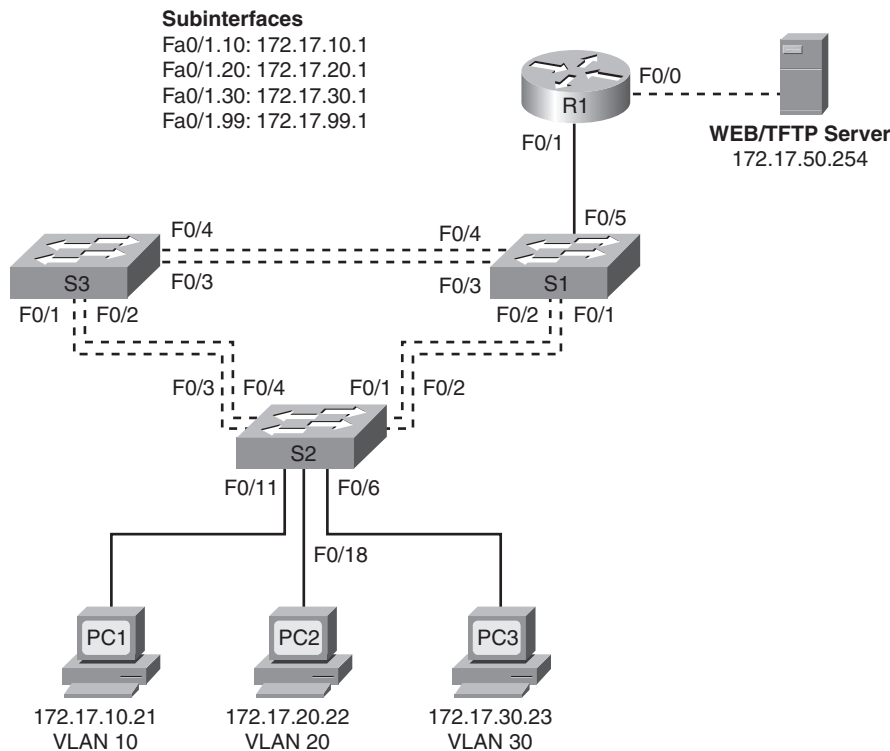 Subinterfaces
Fa0/1.10: 172.17.10.1
Fa0/1.20: 172.17.20.1
Fa0/1.30: 172.17.30.1
Fa0/1.99: 172.17.99.1
F0/0
R1
WEB/TFTP Server
172.17.50.254
F0/1
F0/5
F0/4
F0/4
F0/3
F0/3
S3
S1
F0/1
F0/2
F0/2
F0/1
F0/3
F0/4
F0/1
F0/2
S2
F0/11
F0/6
F0/18
PC1
PC2
PC3
172.17.10.21
VLAN 10
172.17.20.22
VLAN 20
172.17.30.23
VLAN 30